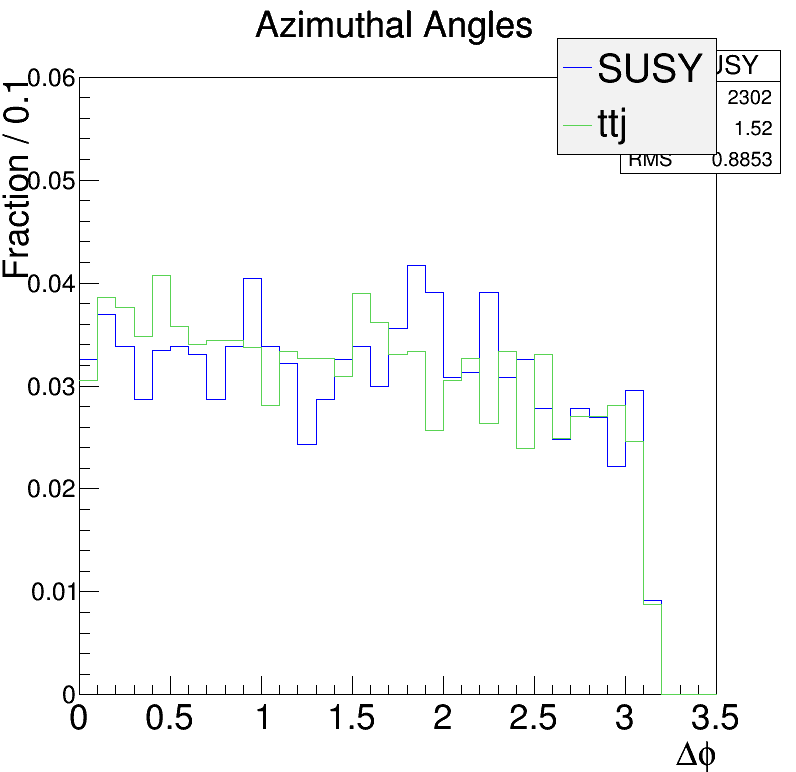 Azimuthal Angles
SUSY
ttj
USY
2302
1.52
RMS 0.8853
Fraction / 0.1
0.06
0.05
0.04
0.03
0.02
0.01
0
0 0.5 1 1.5 2 2.5 3 3.5
Δϕ